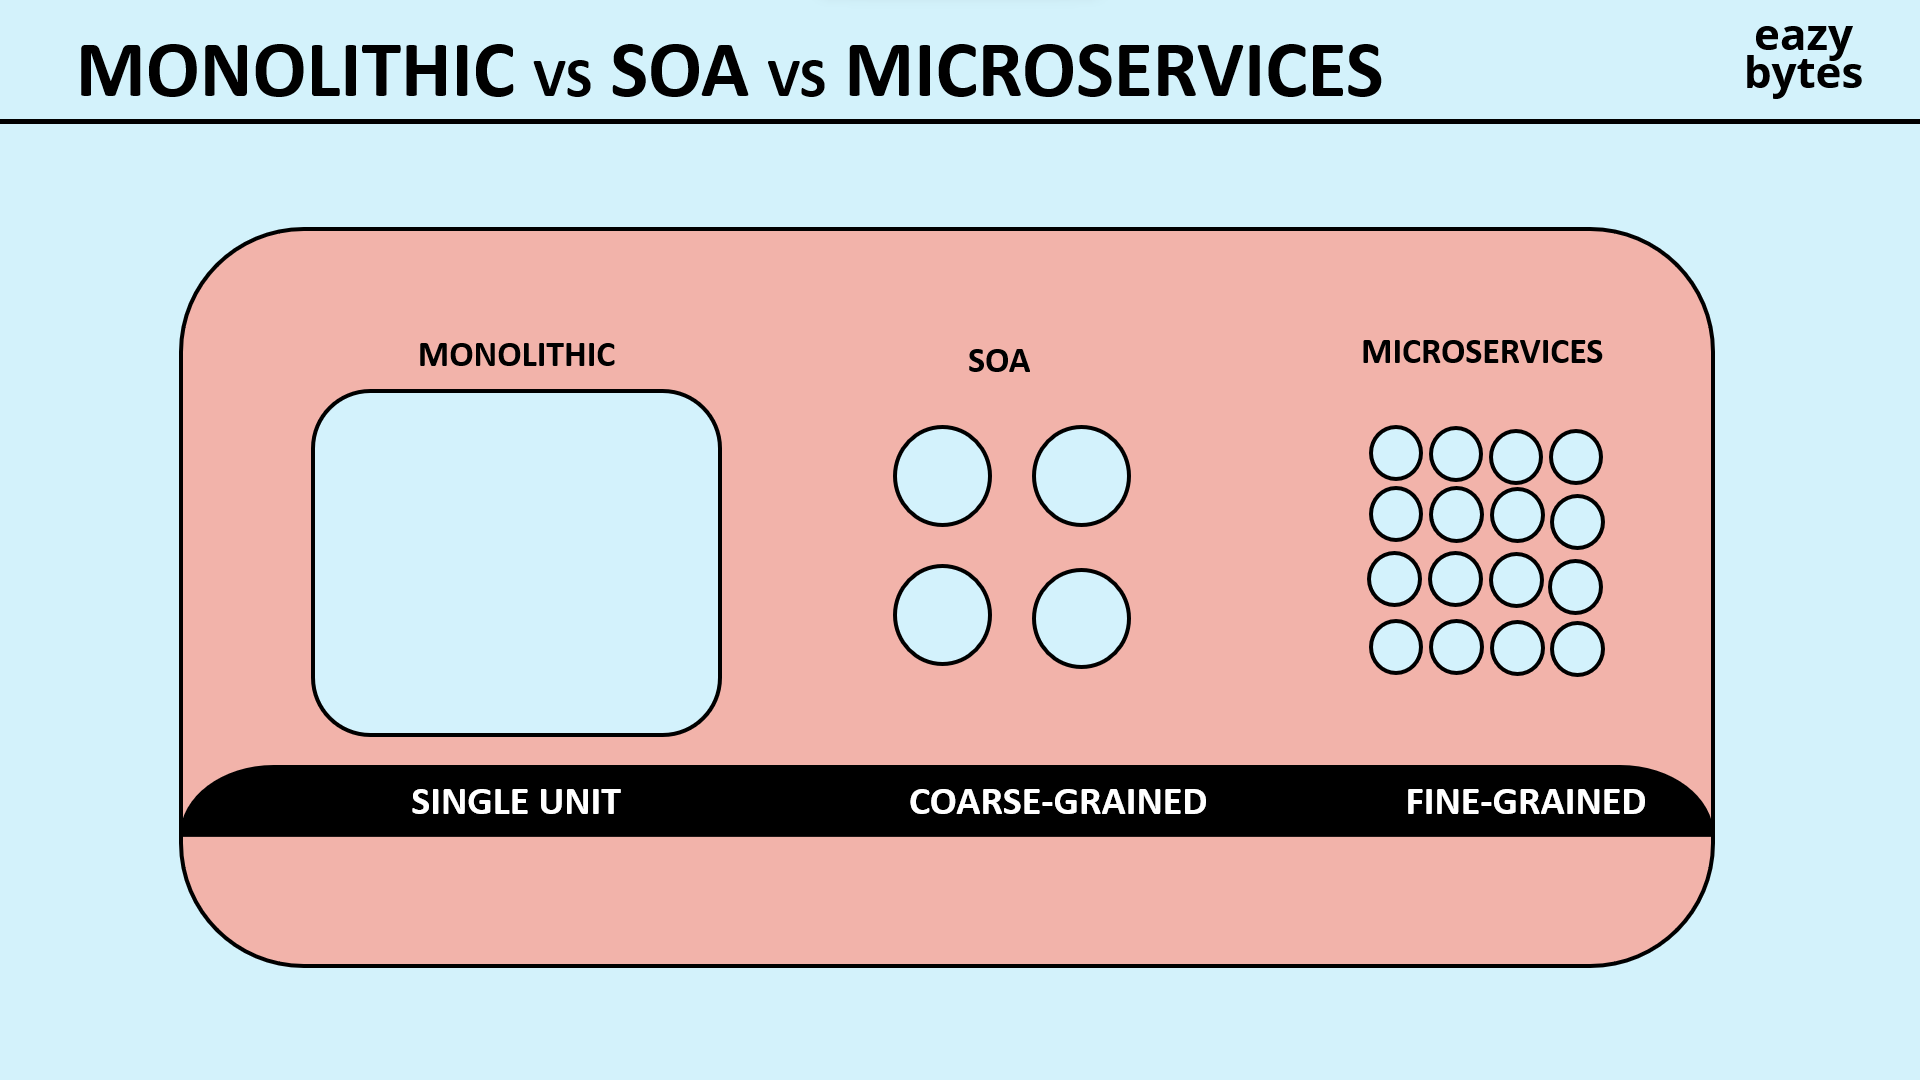 MONOLITHIC VS SOA VS MICROSERVICES
eazy
bytes
MONOLITHIC
SOA
MICROSERVICES
SINGLE UNIT
COARSE-GRAINED
FINE-GRAINED